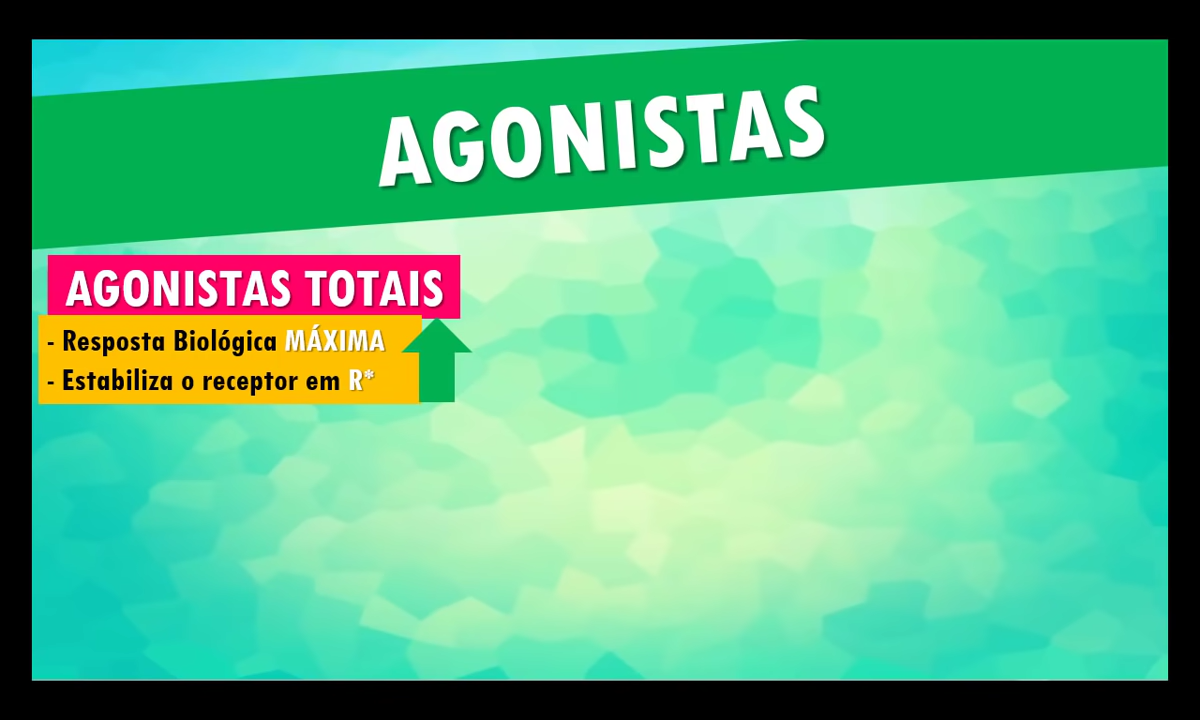 AGONISTAS
AGONISTAS TOTAIS
- Resposta Biológica MÁXIMA
- Estabiliza o receptor em R*